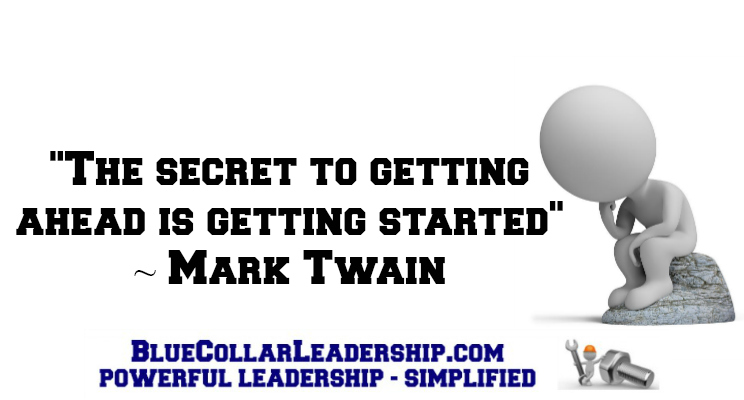 "The secret to getting
ahead is getting started"
~ Mark Twain
BlueCollarLeadership.com
powerful leadership - simplified